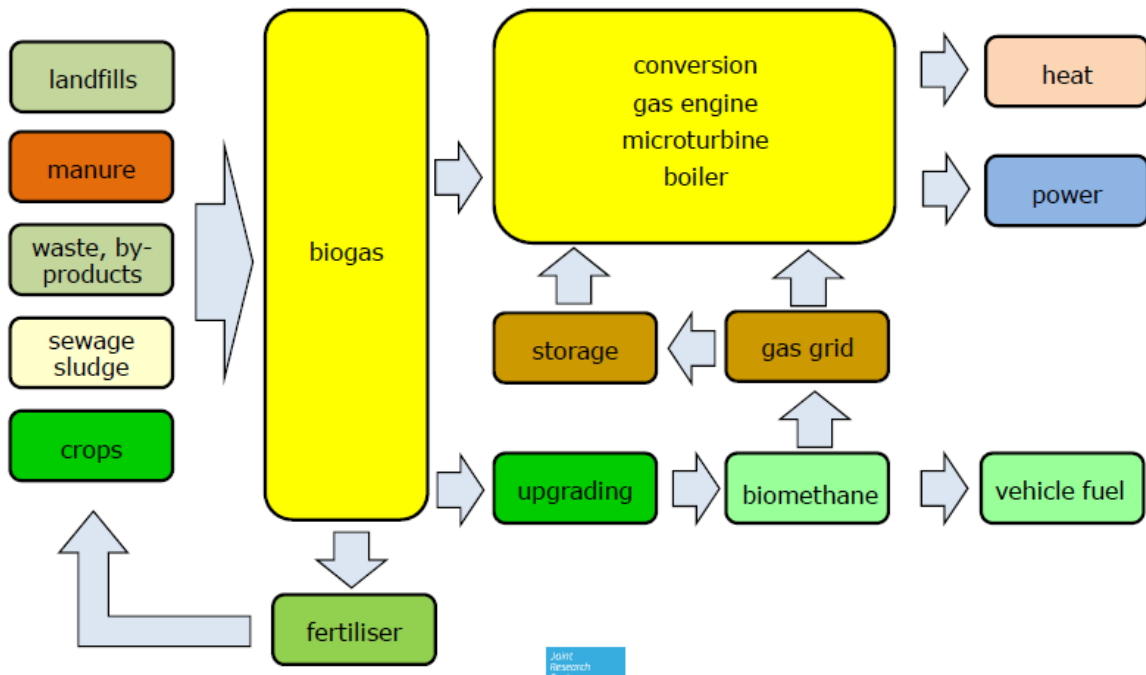 landfills
manure
waste, by-
products
sewage
sludge
crops
biogas
conversion
gas engine
microturbine
boiler
heat
power
storage
gas grid
upgrading
biomethane
vehicle fuel
fertiliser
Joint
Research